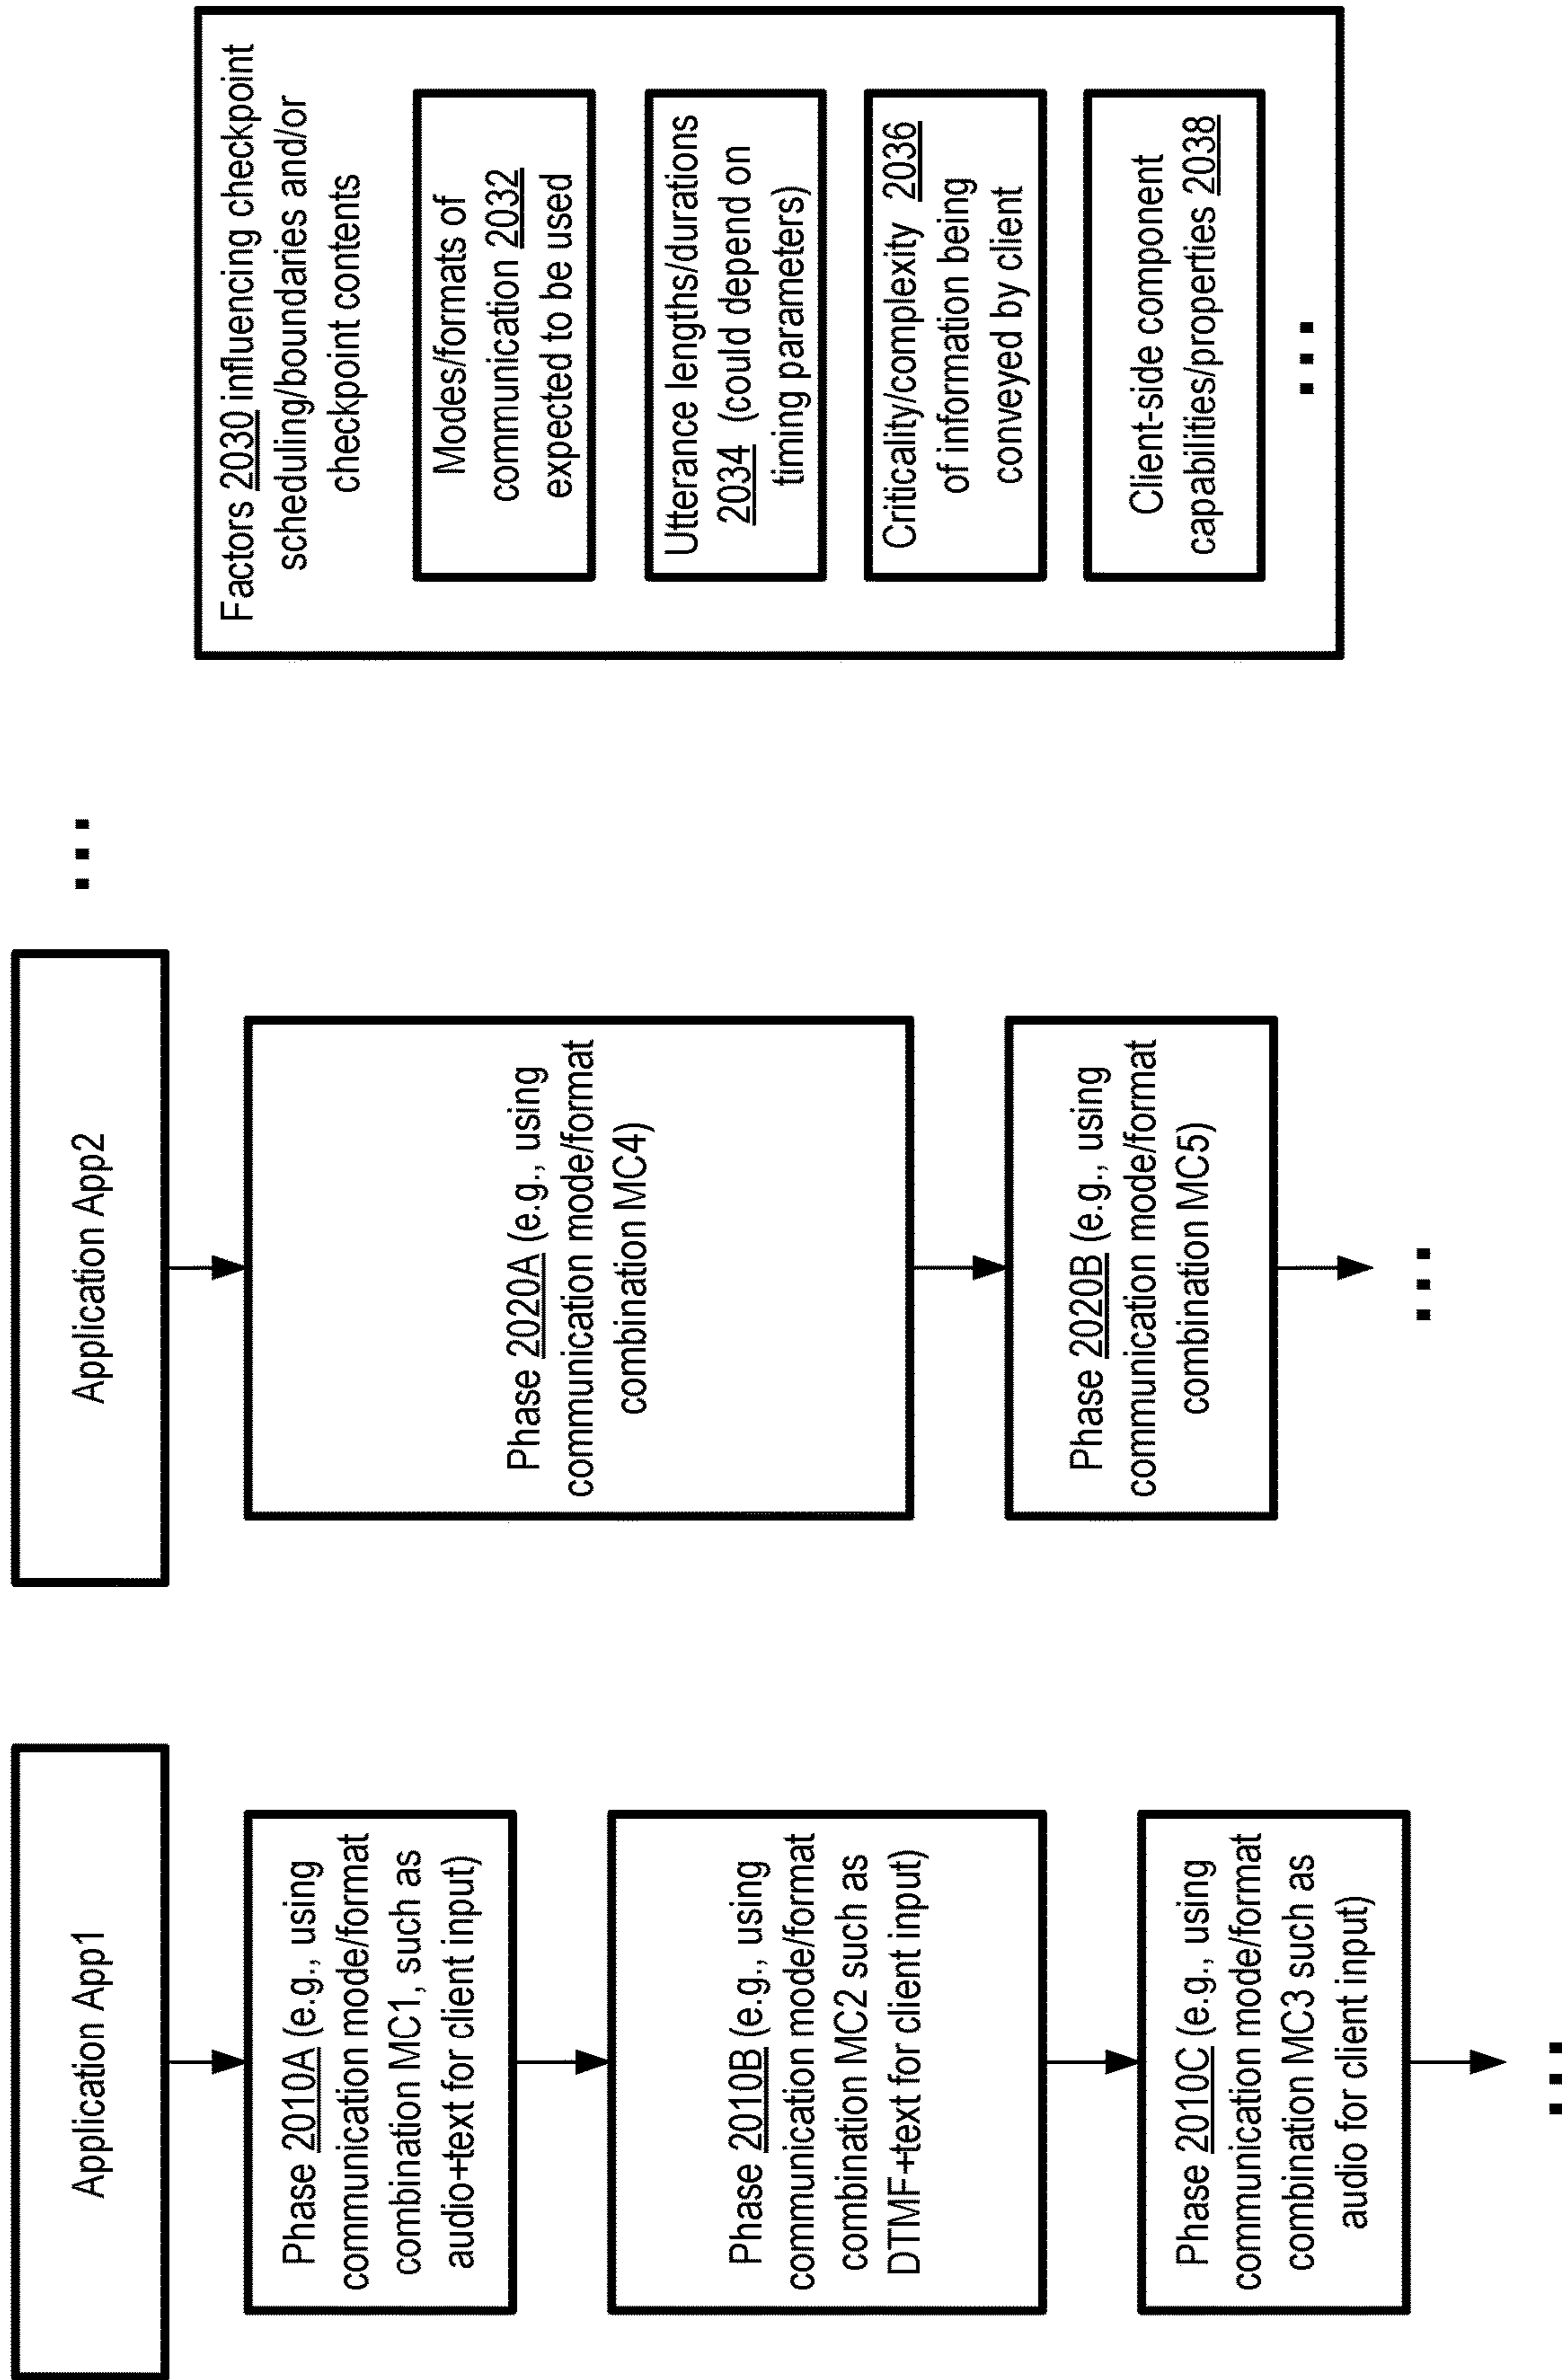 Application App1
Phase 2010A (e.g., using
communication mode/format
combination MC1, such as
audio+text for client input)
Phase 2010B (e.g., using
communication mode/format
combination MC2 such as
DTMF+text for client input)
Phase 2010C (e.g., using
communication mode/format
combination MC3 such as
audio for client input)
Application App2
Phase 2020A (e.g., using
communication mode/format
combination MC4)
Phase 2020B (e.g., using
communication mode/format
combination MC5)
Factors 2030 influencing checkpoint
scheduling/boundaries and/or
checkpoint contents
Modes/formats of
communication 2032
expected to be used
Utterance lengths/durations
2034 (could depend on
timing parameters)
Criticality/complexity 2036
of information being
conveyed by client
Client-side component
capabilities/properties 2038